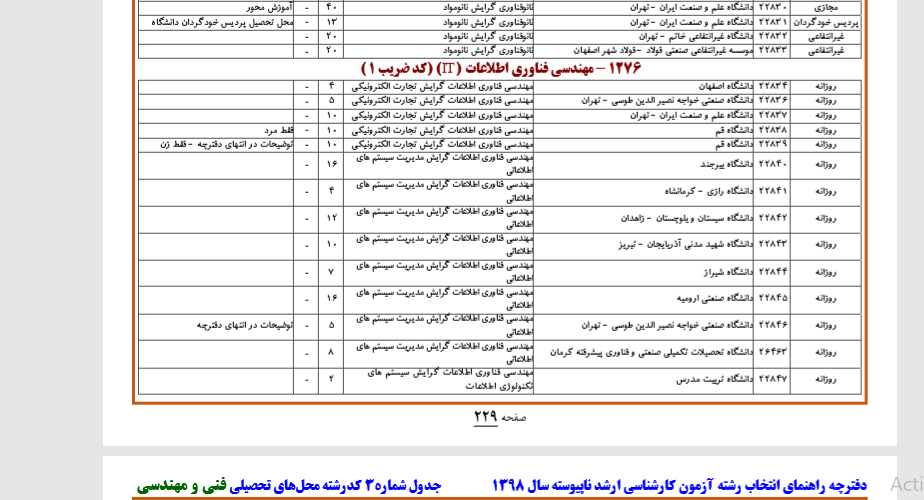 مجازی ۲۲۸۳۰ دانشگاه علم و صنعت ایران - تهران نانوفناوری گرایش نانومواد ۴۰ - آموزش محور
پردیس خودگردان ۲۲۸۳۱ دانشگاه علم و صنعت ایران - تهران نانوفناوری گرایش نانومواد ۱۳ - محل تحصیل پردیس خودگردان دانشگاه
غیرانتفاعی ۲۲۸۳۲ دانشگاه غیرانتفاعی خاتم - تهران نانوفناوری گرایش نانومواد ۲۰ -
غیرانتفاعی ۲۲۸۳۳ موسسه غیرانتفاعی صنعتی فولاد - فولاد شهر اصفهان نانوفناوری گرایش نانومواد ۲۰ -
۱۲۷۶ - مهندسی فناوری اطلاعات (IT) (کد ضریب ۱)
روزانه ۲۲۸۳۴ دانشگاه اصفهان مهندسی فناوری اطلاعات گرایش تجارت الکترونیکی ۴ -
روزانه ۲۲۸۳۶ دانشگاه صنعتی خواجه نصیر الدین طوسی - تهران مهندسی فناوری اطلاعات گرایش تجارت الکترونیکی ۵ -
روزانه ۲۲۸۳۷ دانشگاه علم و صنعت ایران - تهران مهندسی فناوری اطلاعات گرایش تجارت الکترونیکی ۱۰ -
روزانه ۲۲۸۳۸ دانشگاه قم مهندسی فناوری اطلاعات گرایش تجارت الکترونیکی ۱۰ - فقط مرد
روزانه ۲۲۸۳۹ دانشگاه قم مهندسی فناوری اطلاعات گرایش تجارت الکترونیکی ۱۰ - توضیحات در انتهای دفترچه - فقط زن
روزانه ۲۲۸۴۰ دانشگاه بیرجند مهندسی فناوری اطلاعات گرایش مدیریت سیستم های اطلاعاتی ۱۶ -
روزانه ۲۲۸۴۱ دانشگاه رازی - کرمانشاه مهندسی فناوری اطلاعات گرایش مدیریت سیستم های اطلاعاتی ۴ -
روزانه ۲۲۸۴۲ دانشگاه سیستان و بلوچستان - زاهدان مهندسی فناوری اطلاعات گرایش مدیریت سیستم های اطلاعاتی ۱۲ -
روزانه ۲۲۸۴۳ دانشگاه شهید مدنی آذربایجان - تبریز مهندسی فناوری اطلاعات گرایش مدیریت سیستم های اطلاعاتی ۱۰ -
روزانه ۲۲۸۴۴ دانشگاه شیراز مهندسی فناوری اطلاعات گرایش مدیریت سیستم های اطلاعاتی ۷ -
روزانه ۲۲۸۴۵ دانشگاه صنعتی ارومیه مهندسی فناوری اطلاعات گرایش مدیریت سیستم های اطلاعاتی ۱۶ -
روزانه ۲۲۸۴۶ دانشگاه صنعتی خواجه نصیر الدین طوسی - تهران مهندسی فناوری اطلاعات گرایش مدیریت سیستم های اطلاعاتی ۵ - توضیحات در انتهای دفترچه
روزانه ۲۶۴۶۳ دانشگاه تحصیلات تکمیلی صنعتی و فناوری پیشرفته کرمان مهندسی فناوری اطلاعات گرایش مدیریت سیستم های اطلاعاتی ۸ -
روزانه ۲۲۸۴۷ دانشگاه تربیت مدرس مهندسی فناوری اطلاعات گرایش سیستم های تکنولوژی اطلاعات ۲ -
صفحه ۲۲۹
دفترچه راهنمای انتخاب رشته آزمون کارشناسی ارشد ناپیوسته سال ۱۳۹۸ جدول شماره۳ کدرشته محل‌های تحصیلی فنی و مهندسی